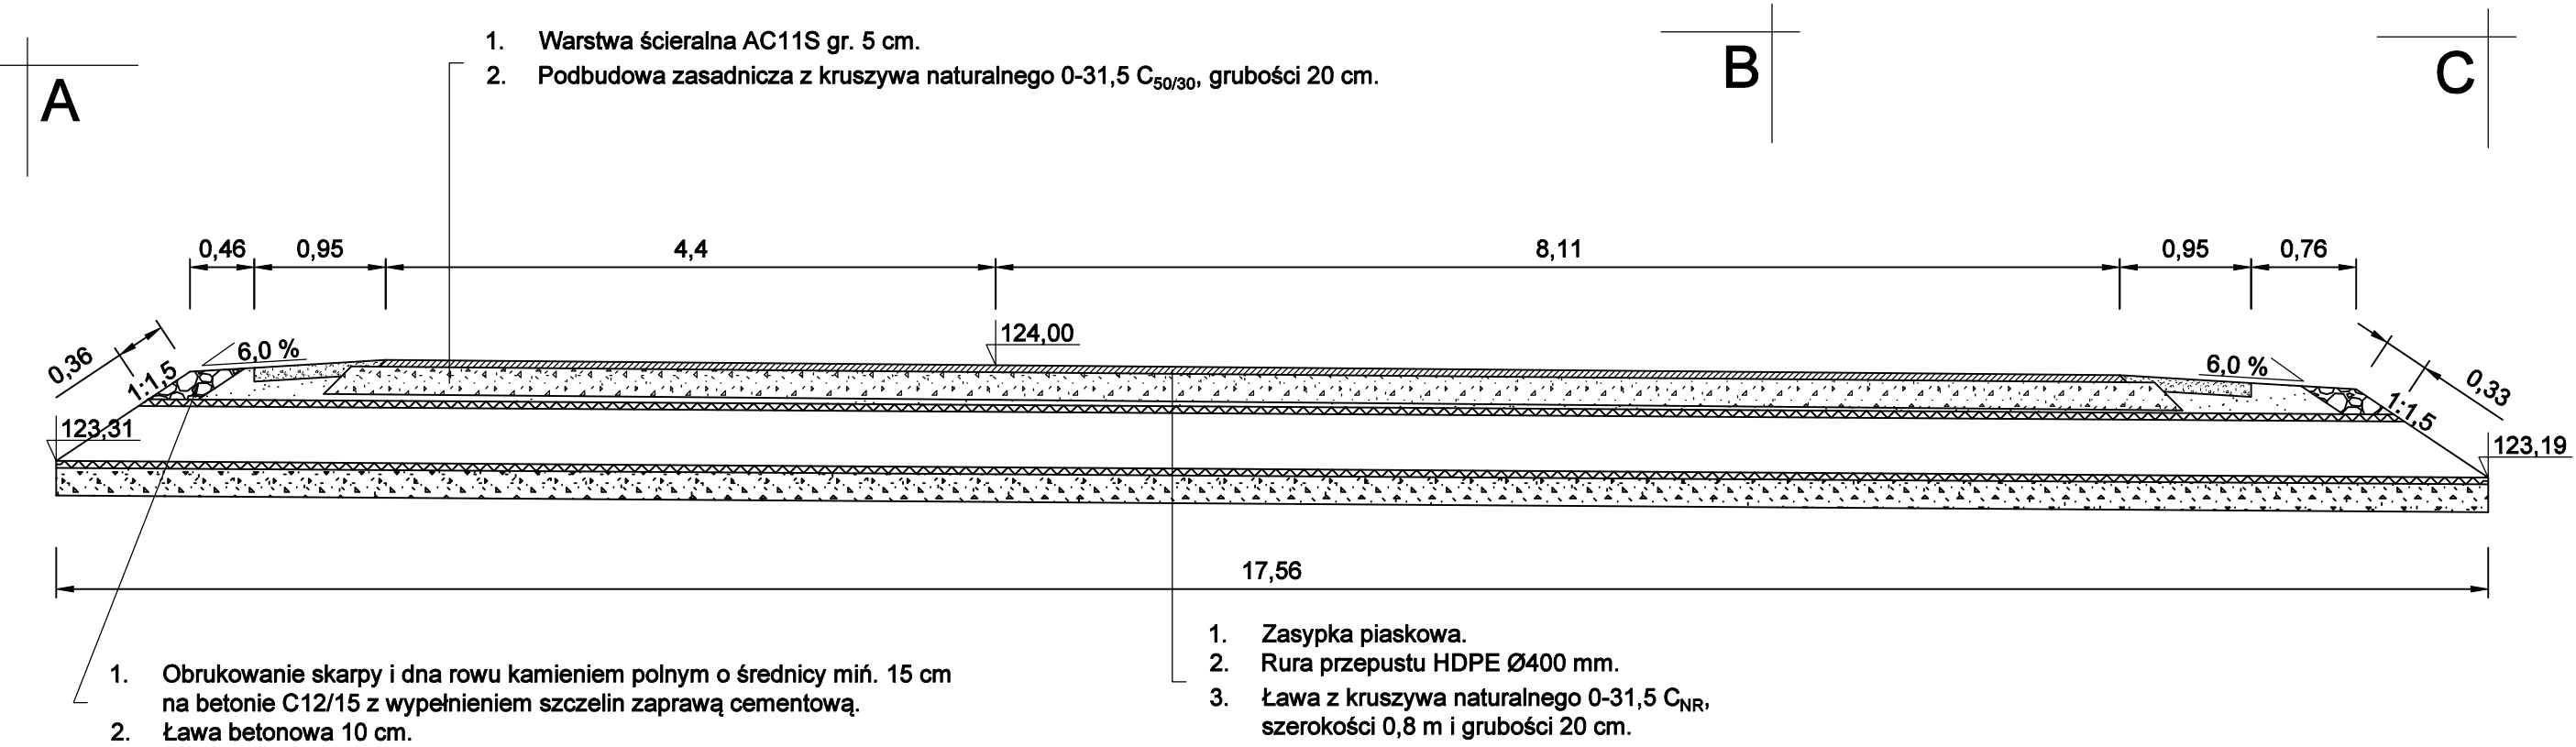 A
B
C
1. Warstwa ścieralna AC11S gr. 5 cm.
2. Podbudowa zasadnicza z kruszywa naturalnego 0-31,5 C50/30, grubości 20 cm.
0,46 0,95 4,4 8,11 0,95 0,76
0,36 1:1,5 6,0 % 124,00 6,0 % 1:1,5 0,33
123,31 123,19
17,56
1. Obrukowanie skarpy i dna rowu kamieniem polnym o średnicy miń. 15 cm
na betonie C12/15 z wypełnieniem szczelin zaprawą cementową.
2. Ława betonowa 10 cm.
1. Zasypka piaskowa.
2. Rura przepustu HDPE Ø400 mm.
3. Ława z kruszywa naturalnego 0-31,5 CNR,
szerokości 0,8 m i grubości 20 cm.